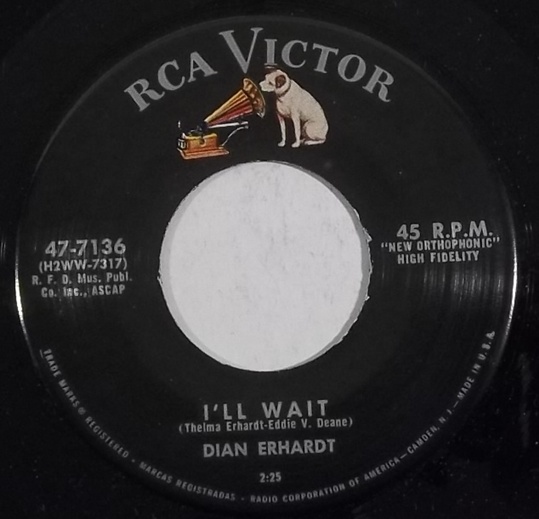 RCA VICTOR
47-7136
(H2WW-7317)
R. F. D. Mus. Publ.
Co. Inc., ASCAP
45 R.P.M.
"NEW ORTHOPHONIC"
HIGH FIDELITY
I'LL WAIT
(Thelma Erhardt-Eddie V. Deane)
DIAN ERHARDT
2:25
TRADE MARKS ® REGISTERED - MARCAS REGISTRADAS - RADIO CORPORATION OF AMERICA-CAMDEN, N. J.-MADE IN U.S.A.